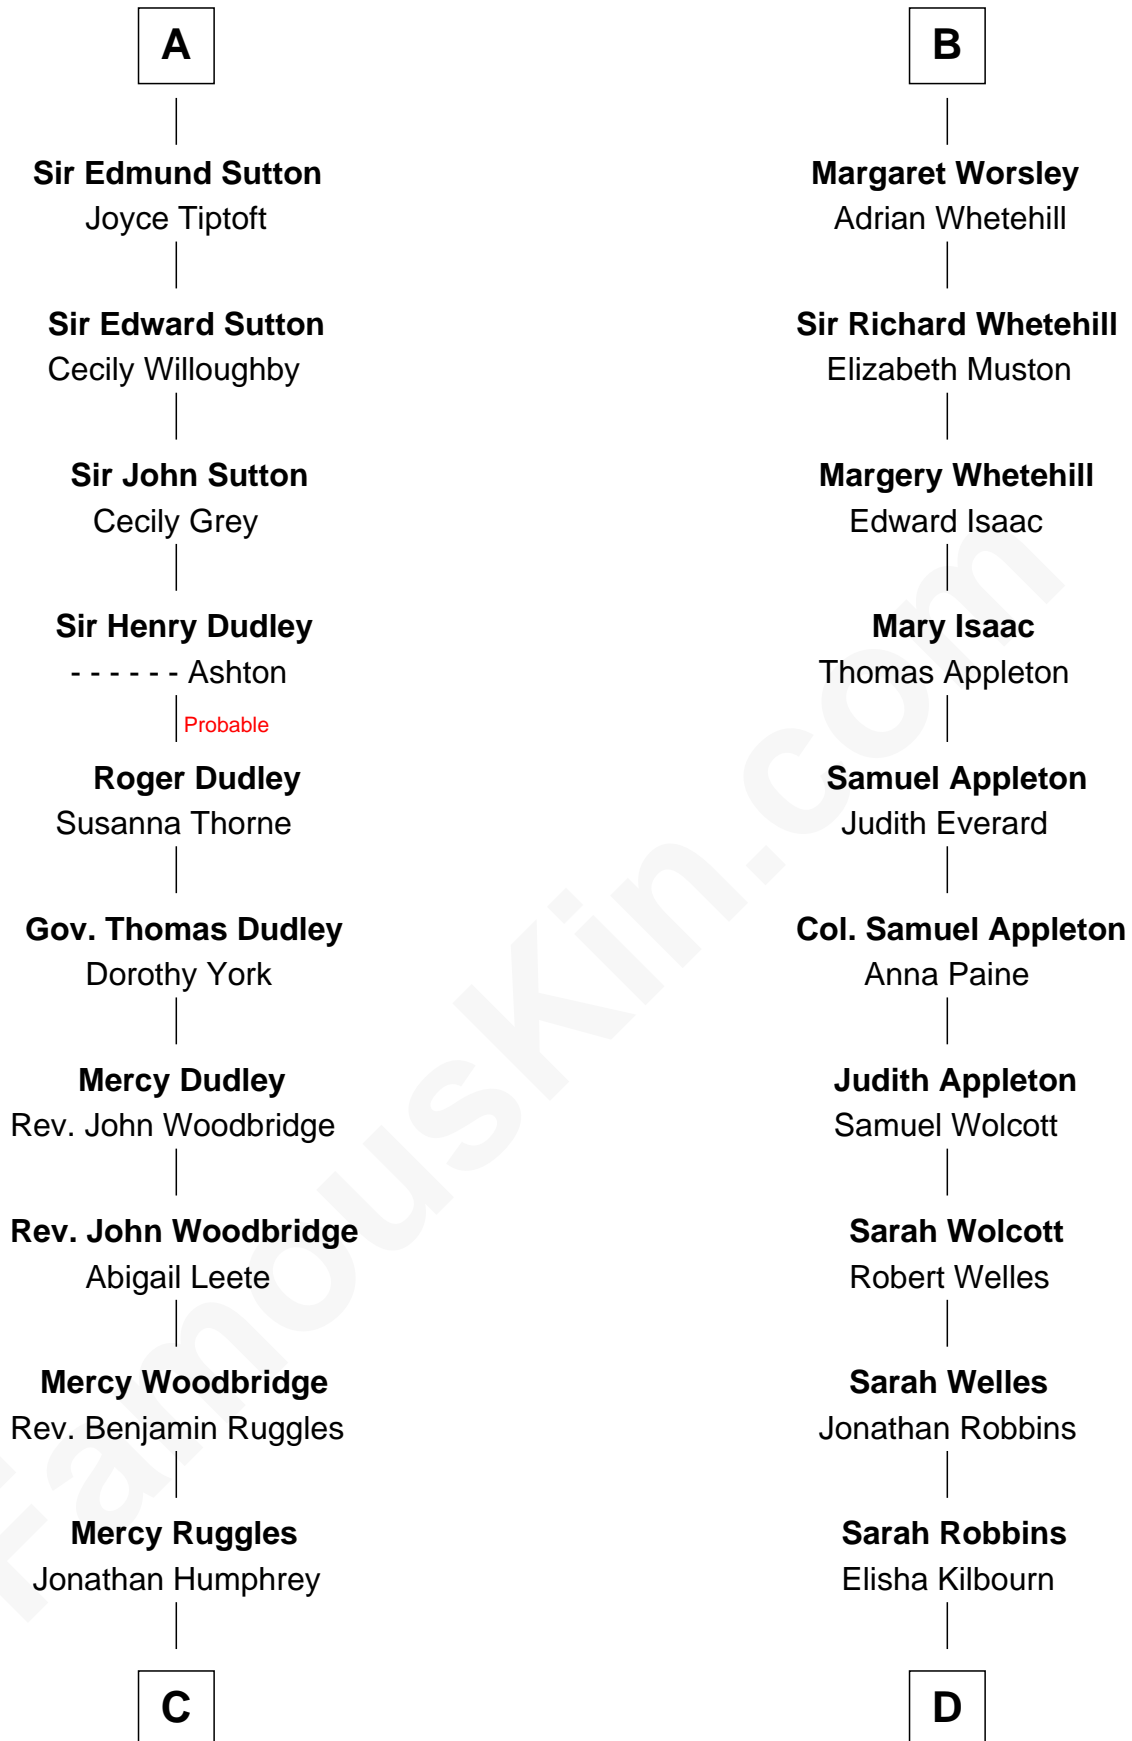 A
Sir Edmund Sutton
Joyce Tiptoft
Sir Edward Sutton
Cecily Willoughby
Sir John Sutton
Cecily Grey
Sir Henry Dudley
- - - - - - Ashton
Probable
Roger Dudley
Susanna Thorne
Gov. Thomas Dudley
Dorothy York
Mercy Dudley
Rev. John Woodbridge
Rev. John Woodbridge
Abigail Leete
Mercy Woodbridge
Rev. Benjamin Ruggles
Mercy Ruggles
Jonathan Humphrey
C
B
Margaret Worsley
Adrian Whetehill
Sir Richard Whetehill
Elizabeth Muston
Margery Whetehill
Edward Isaac
Mary Isaac
Thomas Appleton
Samuel Appleton
Judith Everard
Col. Samuel Appleton
Anna Paine
Judith Appleton
Samuel Wolcott
Sarah Wolcott
Robert Welles
Sarah Welles
Jonathan Robbins
Sarah Robbins
Elisha Kilbourn
D
FamousKin.com